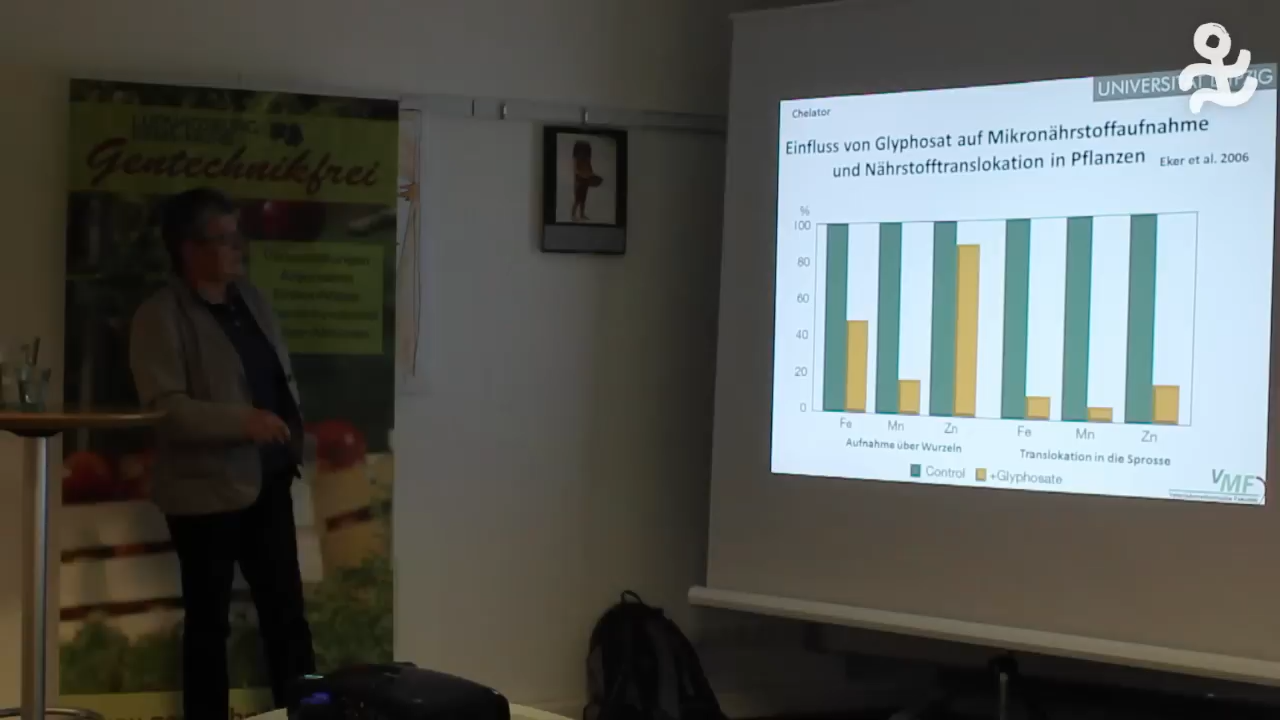 Gentechnikfrei
UNIVERSITÄT LEIPZIG
Chelator
Einfluss von Glyphosat auf Mikronährstoffaufnahme
und Nährstofftranslokation in Pflanzen
Eker et al. 2006
%
100
80
60
40
20
0
Fe Mn Zn Fe Mn Zn
Aufnahme über Wurzeln Translokation in die Sprosse
Control +Glyphosate
VMF